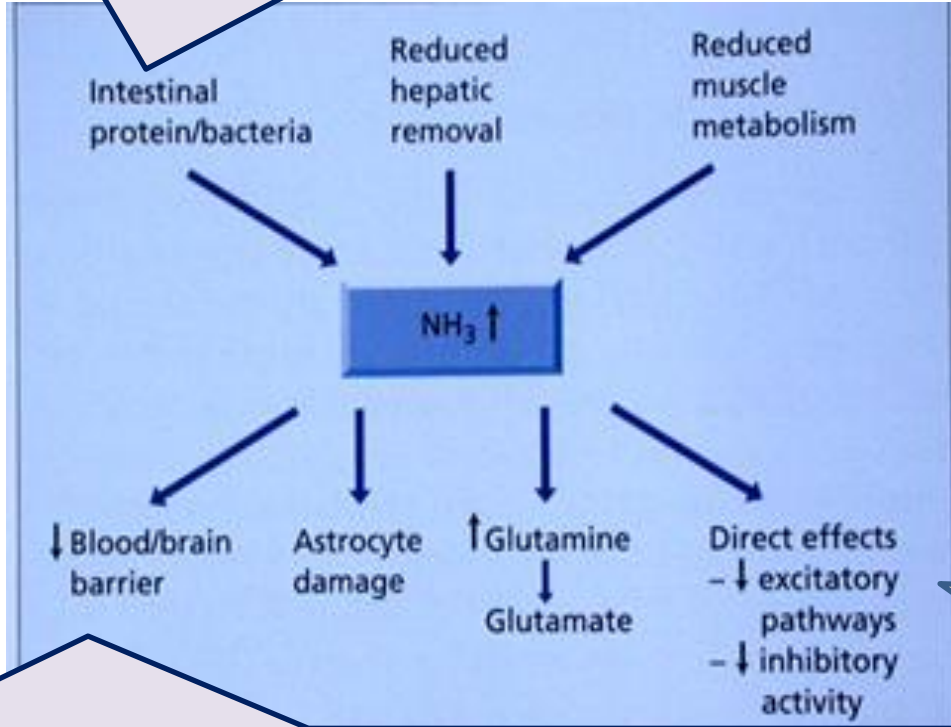 Intestinal
protein/bacteria
Reduced
hepatic
removal
Reduced
muscle
metabolism
NH₃ ↑
↓ Blood/brain
barrier
Astrocyte
damage
↑ Glutamine
↓
Glutamate
Direct effects
– ↓ excitatory
pathways
– ↓ inhibitory
activity